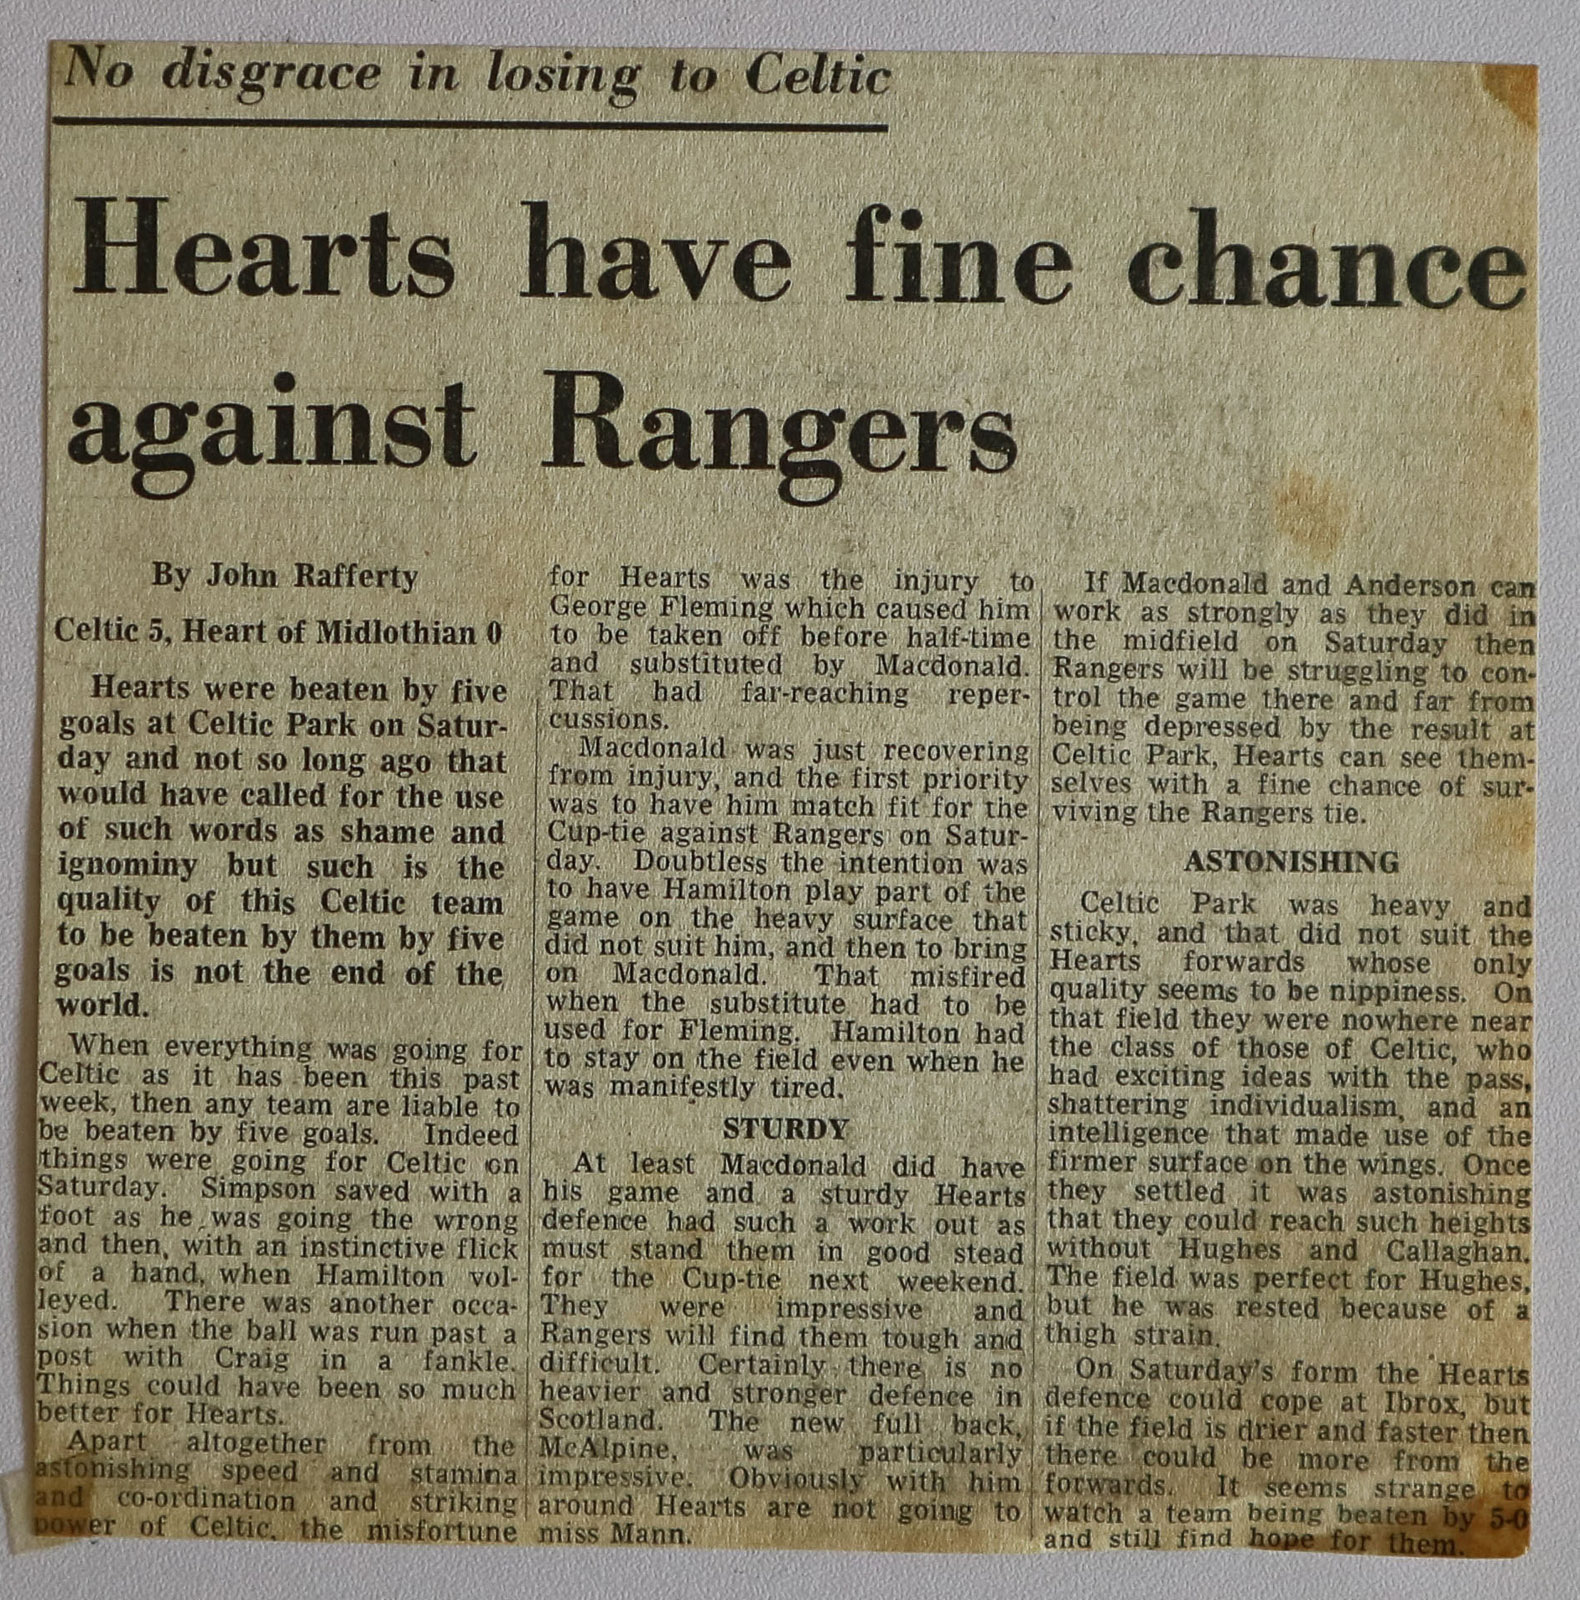 No disgrace in losing to Celtic
Hearts have fine chance
against Rangers
By John Rafferty
Celtic 5, Heart of Midlothian 0
Hearts were beaten by five
goals at Celtic Park on Satur-
day and not so long ago that
would have called for the use
of such words as shame and
ignominy but such is the
quality of this Celtic team
to be beaten by them by five
goals is not the end of the
world.
When everything was going for
Celtic as it has been this past
week, then any team are liable to
be beaten by five goals. Indeed
things were going for Celtic on
Saturday. Simpson saved with a
foot as he was going the wrong
and then, with an instinctive flick
of a hand, when Hamilton vol-
leyed. There was another occa-
sion when the ball was run past a
post with Craig in a fankle.
Things could have been so much
better for Hearts.
Apart altogether from the
astonishing speed and stamina
and co-ordination and striking
power of Celtic, the misfortune
for Hearts was the injury to
George Fleming which caused him
to be taken off before half-time
and substituted by Macdonald.
That had far-reaching reper-
cussions.
Macdonald was just recovering
from injury, and the first priority
was to have him match fit for the
Cup-tie against Rangers on Satur-
day. Doubtless the intention was
to have Hamilton play part of the
game on the heavy surface that
did not suit him, and then to bring
on Macdonald. That misfired
when the substitute had to be
used for Fleming. Hamilton had
to stay on the field even when he
was manifestly tired.
STURDY
At least Macdonald did have
his game and a sturdy Hearts
defence had such a work out as
must stand them in good stead
for the Cup-tie next weekend.
They were impressive and
Rangers will find them tough and
difficult. Certainly there is no
heavier and stronger defence in
Scotland. The new full back,
McAlpine, was particularly
impressive. Obviously with him
around Hearts are not going to
miss Mann.
If Macdonald and Anderson can
work as strongly as they did in
the midfield on Saturday then
Rangers will be struggling to con-
trol the game there and far from
being depressed by the result at
Celtic Park, Hearts can see them-
selves with a fine chance of sur-
viving the Rangers tie.
ASTONISHING
Celtic Park was heavy and
sticky, and that did not suit the
Hearts forwards whose only
quality seems to be nippiness. On
that field they were nowhere near
the class of those of Celtic, who
had exciting ideas with the pass,
shattering individualism, and an
intelligence that made use of the
firmer surface on the wings. Once
they settled it was astonishing
that they could reach such heights
without Hughes and Callaghan.
The field was perfect for Hughes,
but he was rested because of a
thigh strain.
On Saturday's form the Hearts
defence could cope at Ibrox, but
if the field is drier and faster then
there could be more from the
forwards. It seems strange to
watch a team being beaten by 5-0
and still find hope for them.